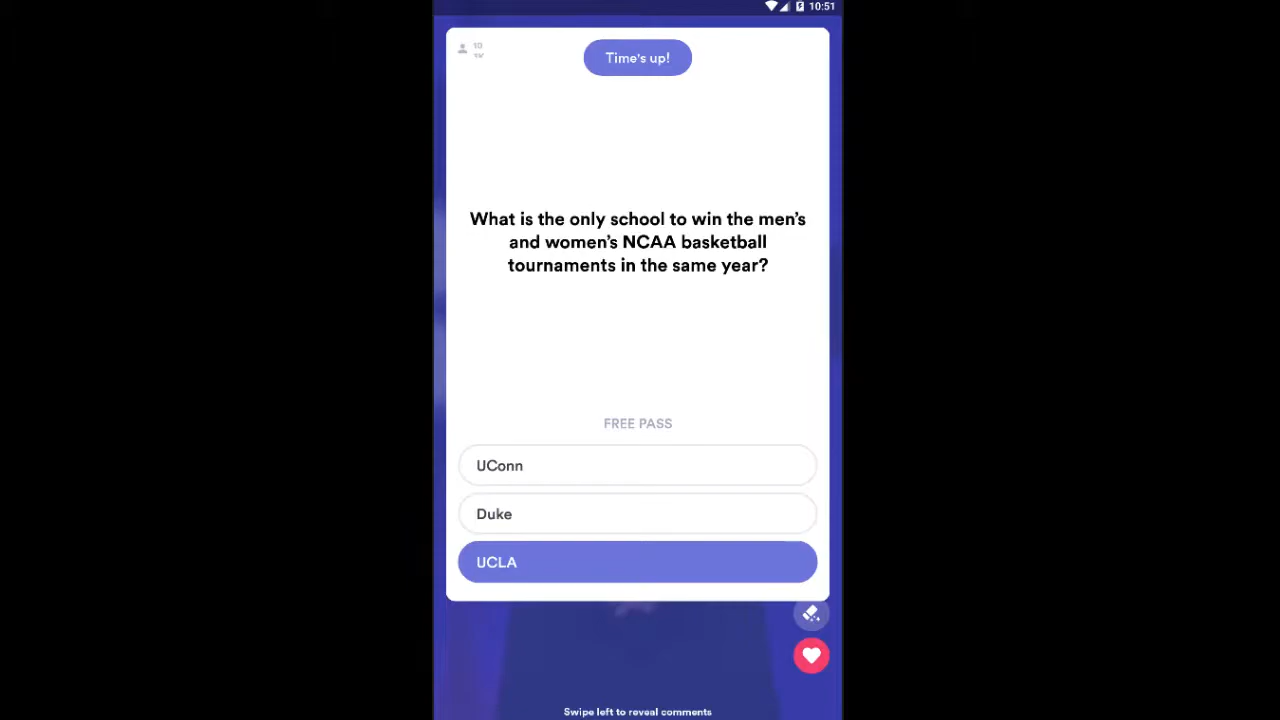 10:51
Time's up!
What is the only school to win the men's
and women's NCAA basketball
tournaments in the same year?
FREE PASS
UConn
Duke
UCLA
Swipe left to reveal comments